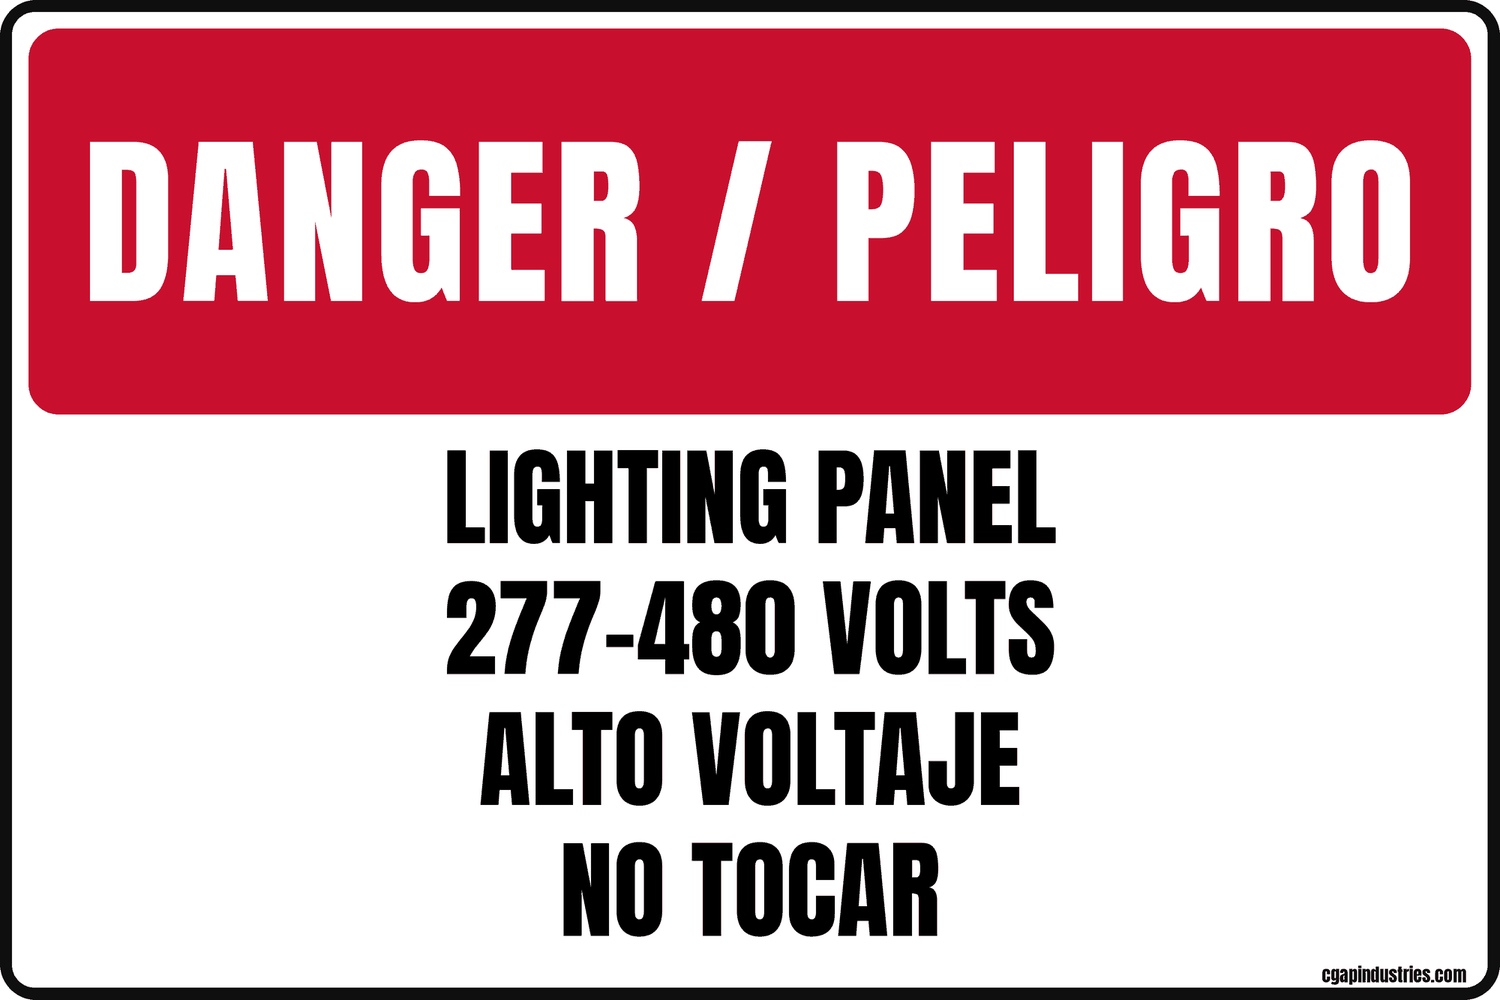 DANGER / PELIGRO
LIGHTING PANEL
277-480 VOLTS
ALTO VOLTAJE
NO TOCAR
cgapindustries.com